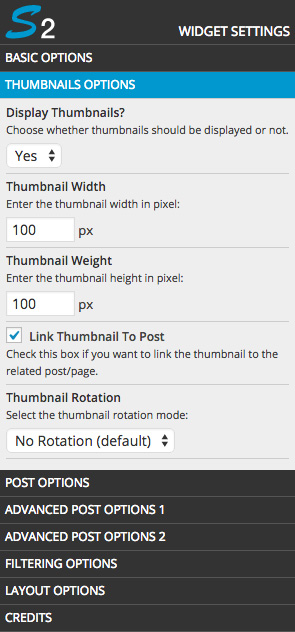 S2
WIDGET SETTINGS
BASIC OPTIONS
THUMBNAILS OPTIONS
Display Thumbnails?
Choose whether thumbnails should be displayed or not.
Yes
Thumbnail Width
Enter the thumbnail width in pixel:
100 px
Thumbnail Weight
Enter the thumbnail height in pixel:
100 px
Link Thumbnail To Post
Check this box if you want to link the thumbnail to the
related post/page.
Thumbnail Rotation
Select the thumbnail rotation mode:
No Rotation (default)
POST OPTIONS
ADVANCED POST OPTIONS 1
ADVANCED POST OPTIONS 2
FILTERING OPTIONS
LAYOUT OPTIONS
CREDITS